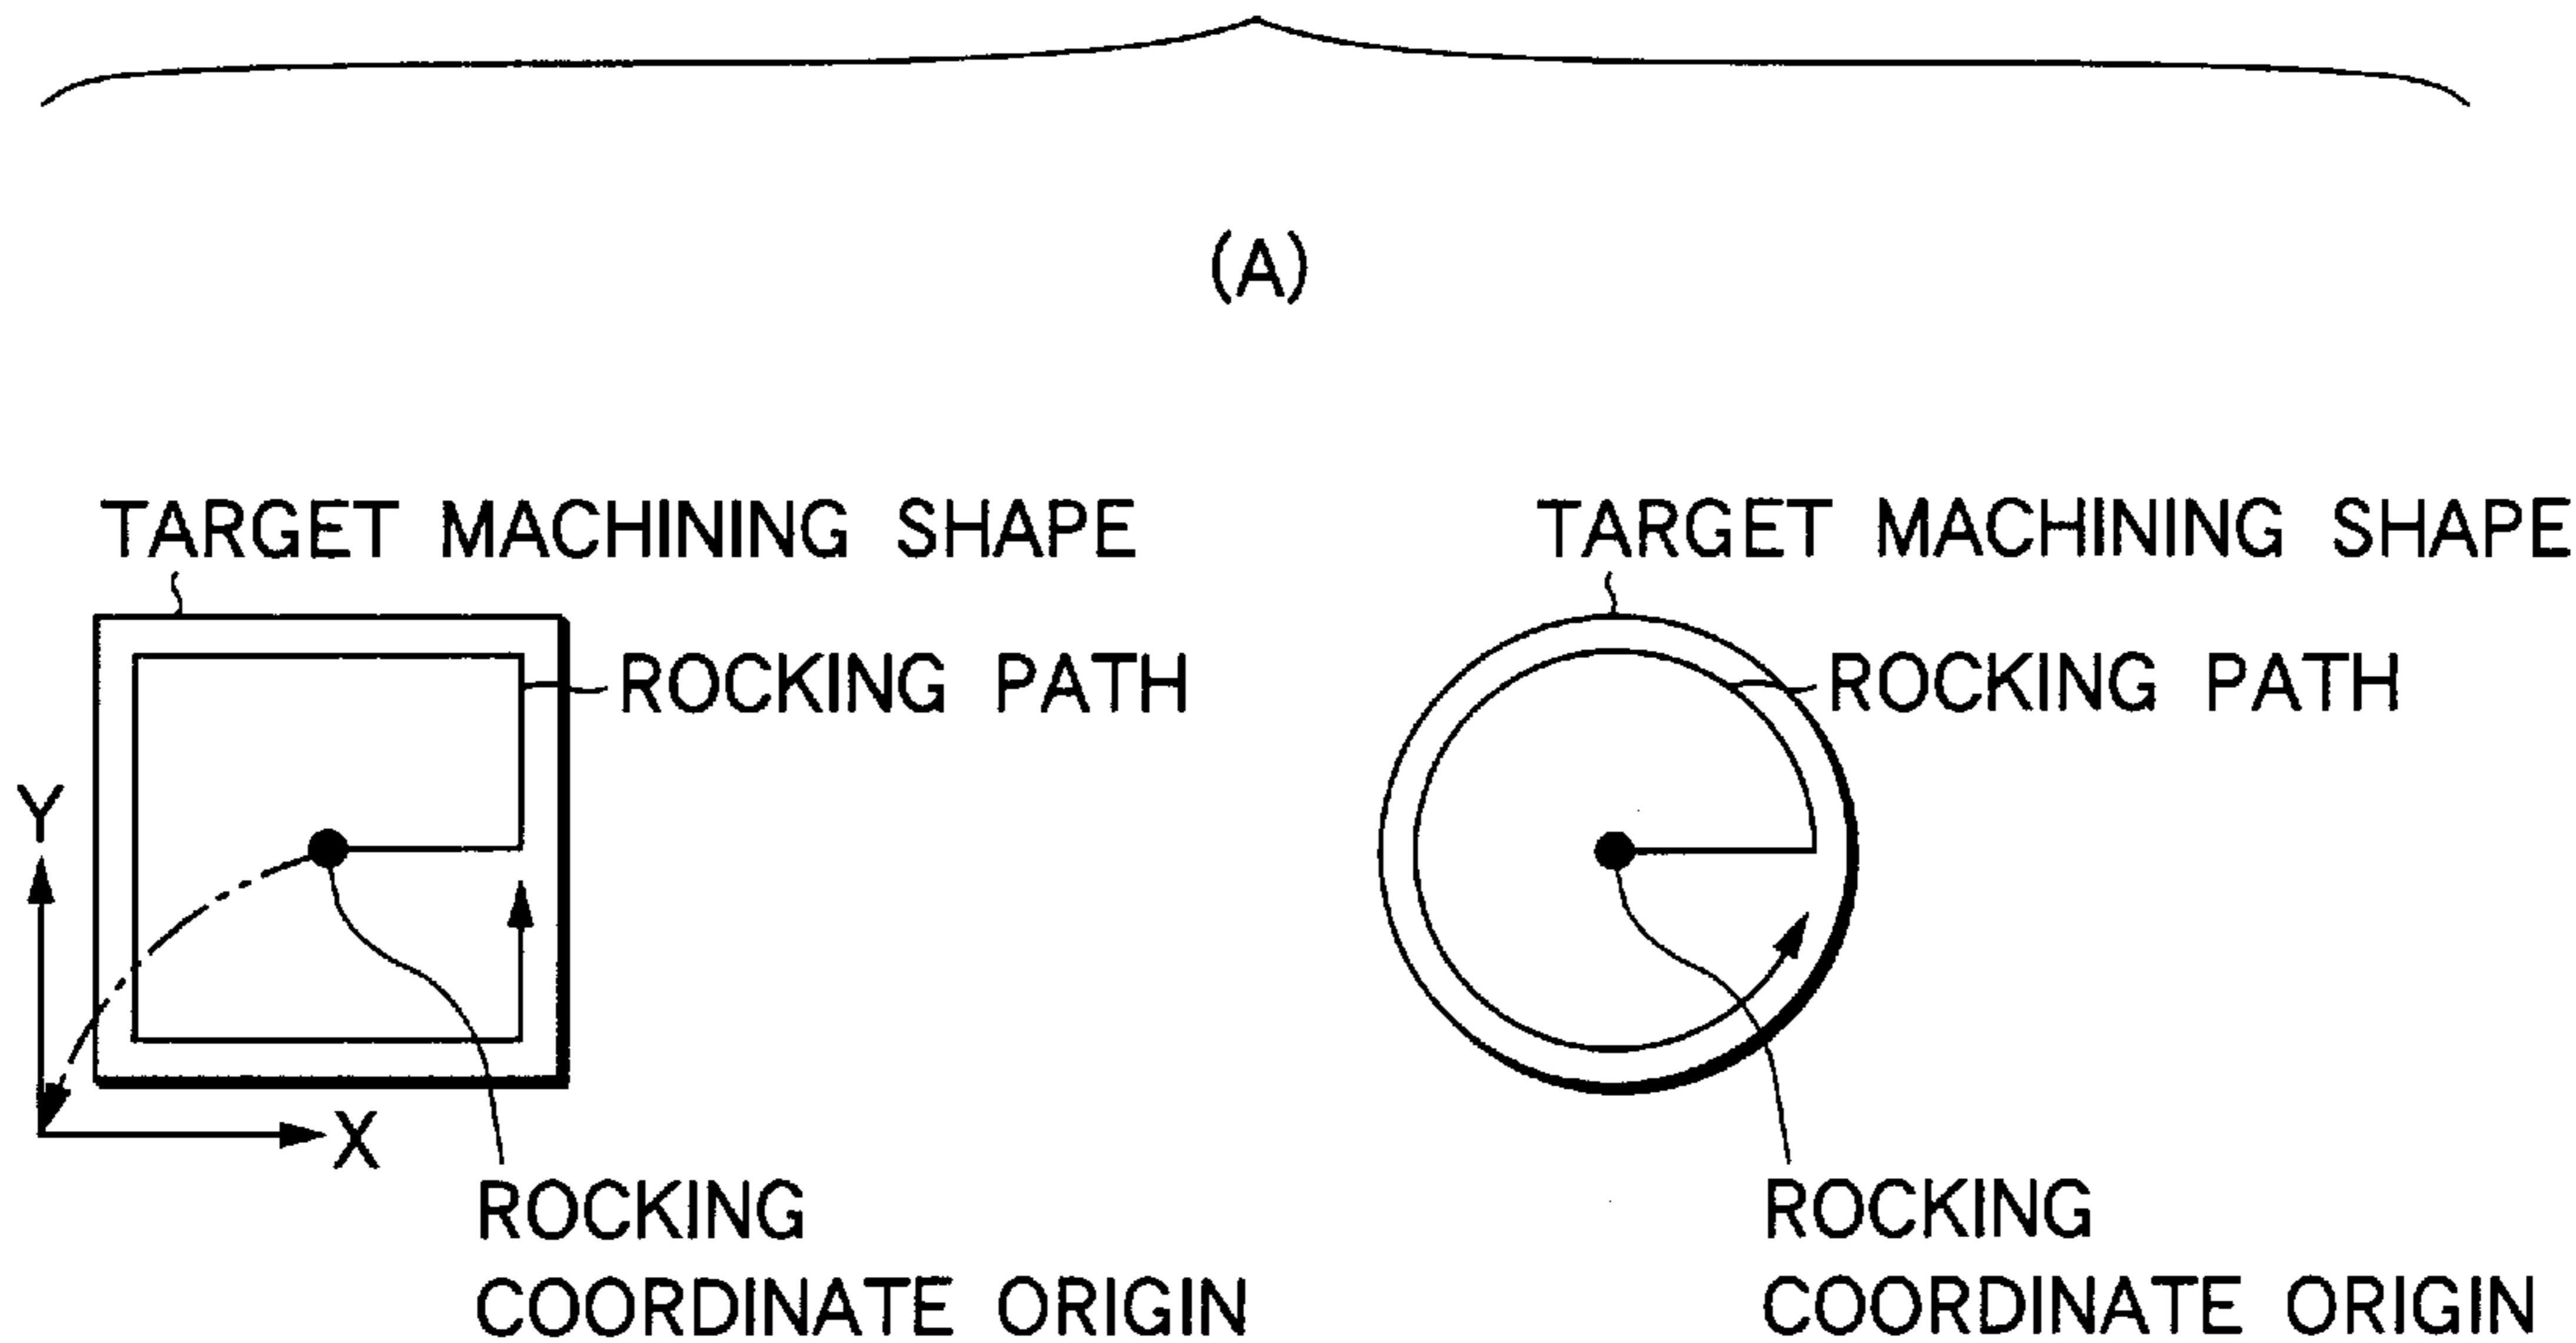 (A)
TARGET MACHINING SHAPE
ROCKING PATH
Y
X
ROCKING
COORDINATE ORIGIN
TARGET MACHINING SHAPE
ROCKING PATH
ROCKING
COORDINATE ORIGIN